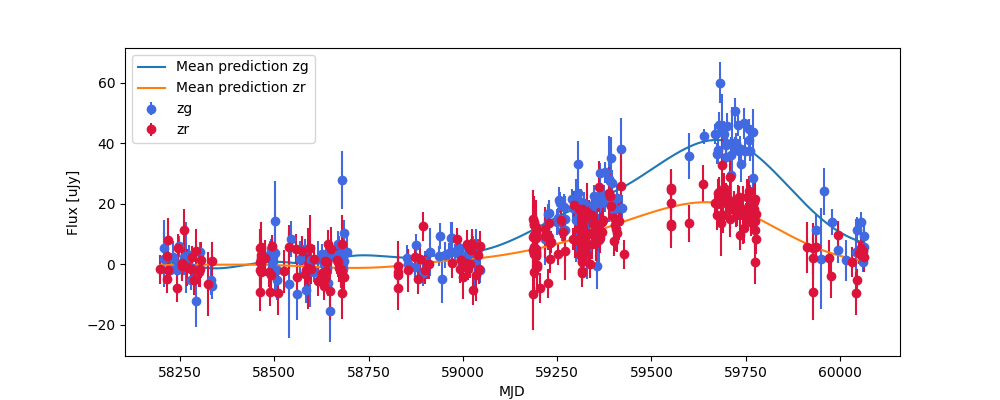 Mean prediction zg
Mean prediction zr
zg
zr
Flux [uJy]
60
40
20
0
−20
58250 58500 58750 59000 59250 59500 59750 60000
MJD